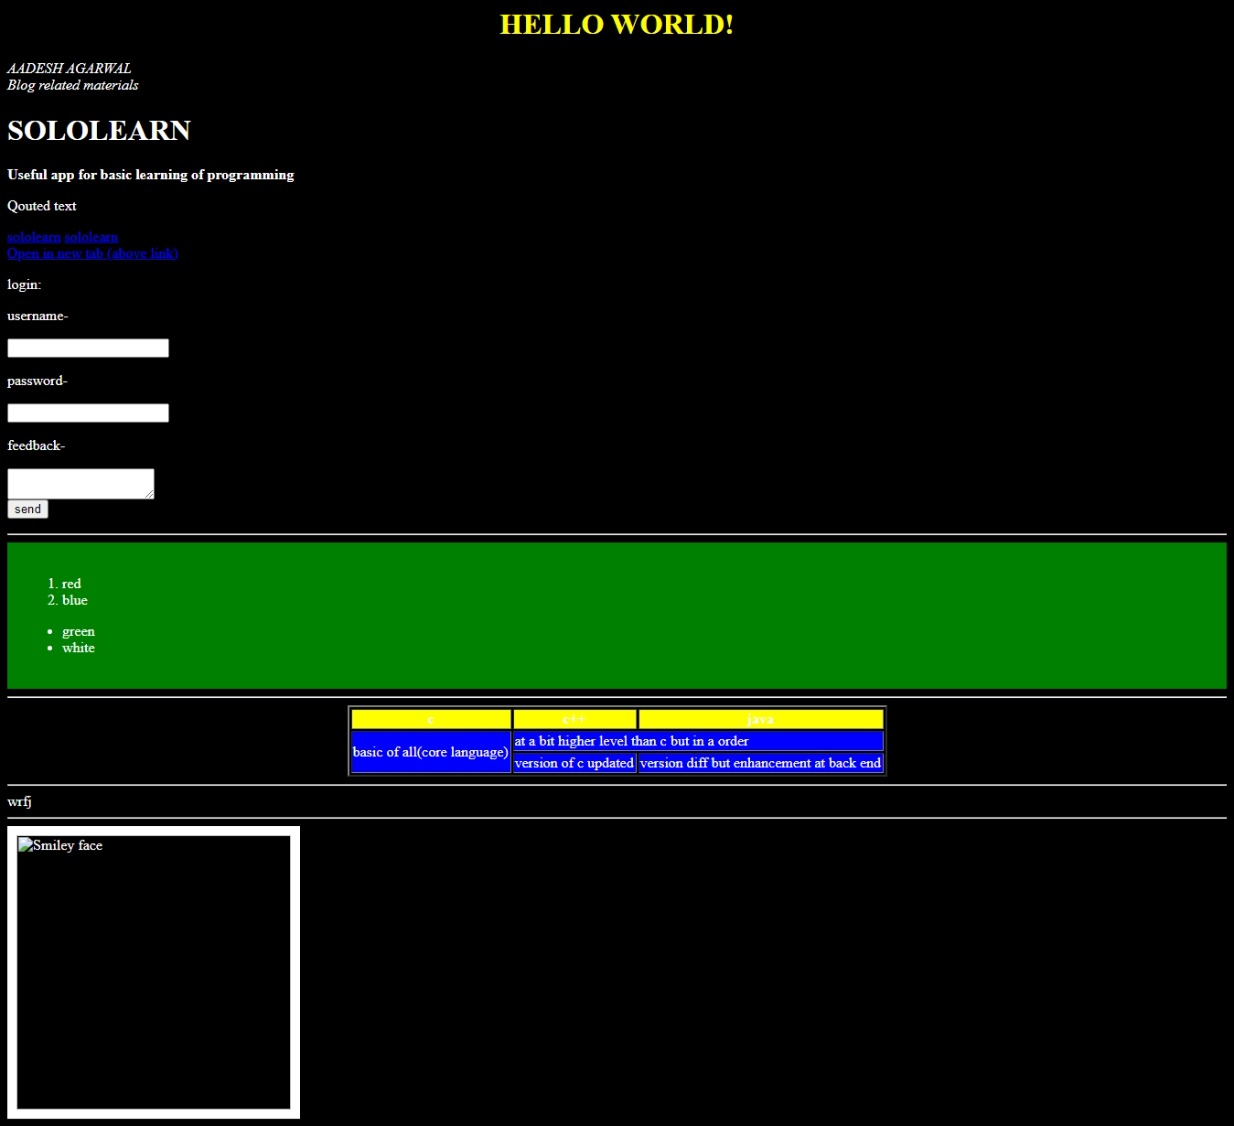 HELLO WORLD!
AADESH AGARWAL
Blog related materials
SOLOLEARN
Useful app for basic learning of programming
Qouted text
sololearn sololearn
Open in new tab (above link)
login:
username-
password-
feedback-
send
1. red
2. blue
• green
• white
c c++ java
basic of all(core language) at a bit higher level than c but in a order
version of c updated version diff but enhancement at back end
wrfj
Smiley face